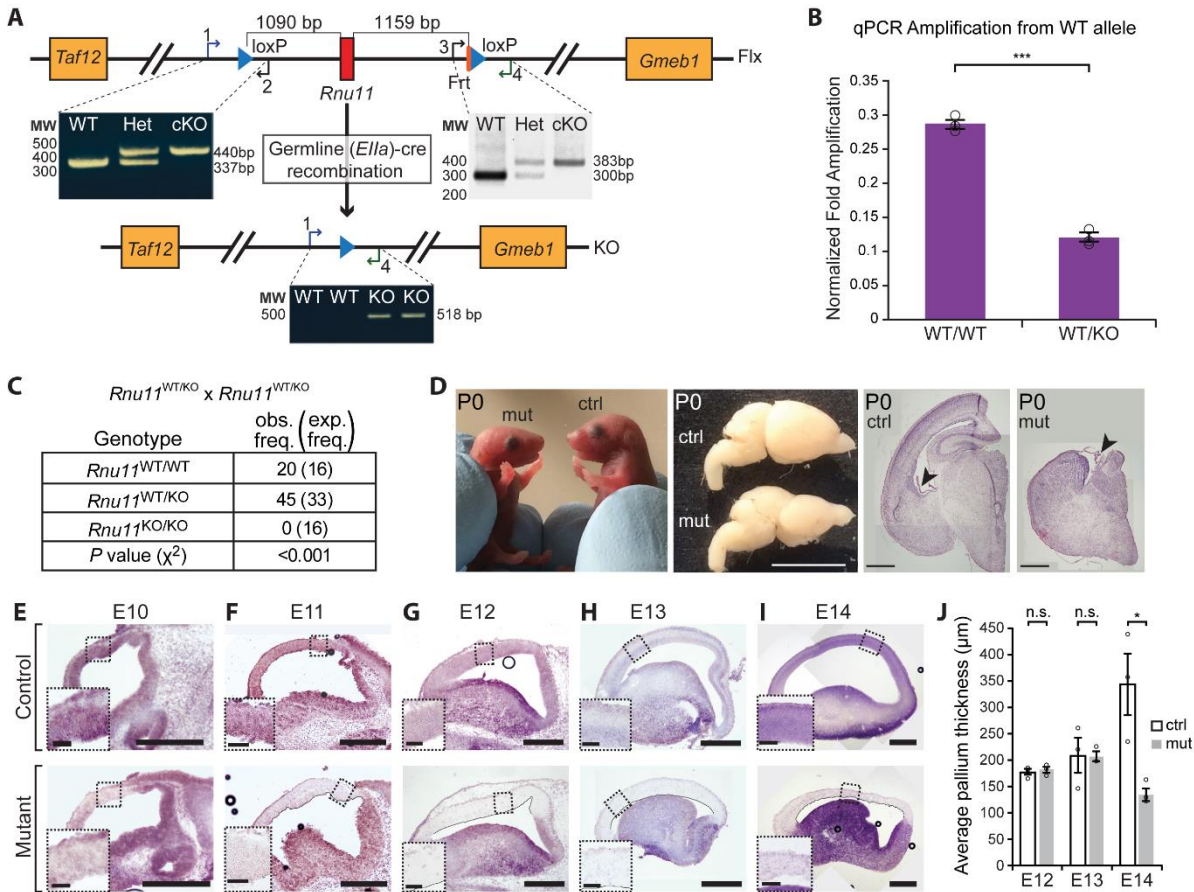 A
1090 bp
1159 bp
1
loxP
3
loxP
Taf12
2
Rnu11
Frt
4
Gmeb1
Flx
MW
WT Het cKO
500
400
300
440bp
337bp
Germline (EIIa)-cre
recombination
MW
WT Het cKO
400
300
200
383bp
300bp
Taf12
1
4
Gmeb1
KO
MW
WT WT KO KO
500
518 bp
B
qPCR Amplification from WT allele
***
Normalized Fold Amplification
0.35
0.3
0.25
0.2
0.15
0.1
0.05
0
WT/WT
WT/KO
C
Rnu11WT/KO x Rnu11WT/KO
Genotype
obs. freq. (exp. freq.)
Rnu11WT/WT 20 (16)
Rnu11WT/KO 45 (33)
Rnu11KO/KO 0 (16)
P value (χ2) <0.001
D
P0
mut
ctrl
P0
ctrl
mut
P0
ctrl
P0
mut
E
E10
F
E11
G
E12
H
E13
I
E14
Control
Mutant
J
n.s.
n.s.
*
Average pallium thickness (µm)
450
400
350
300
250
200
150
100
50
0
E12
E13
E14
ctrl
mut